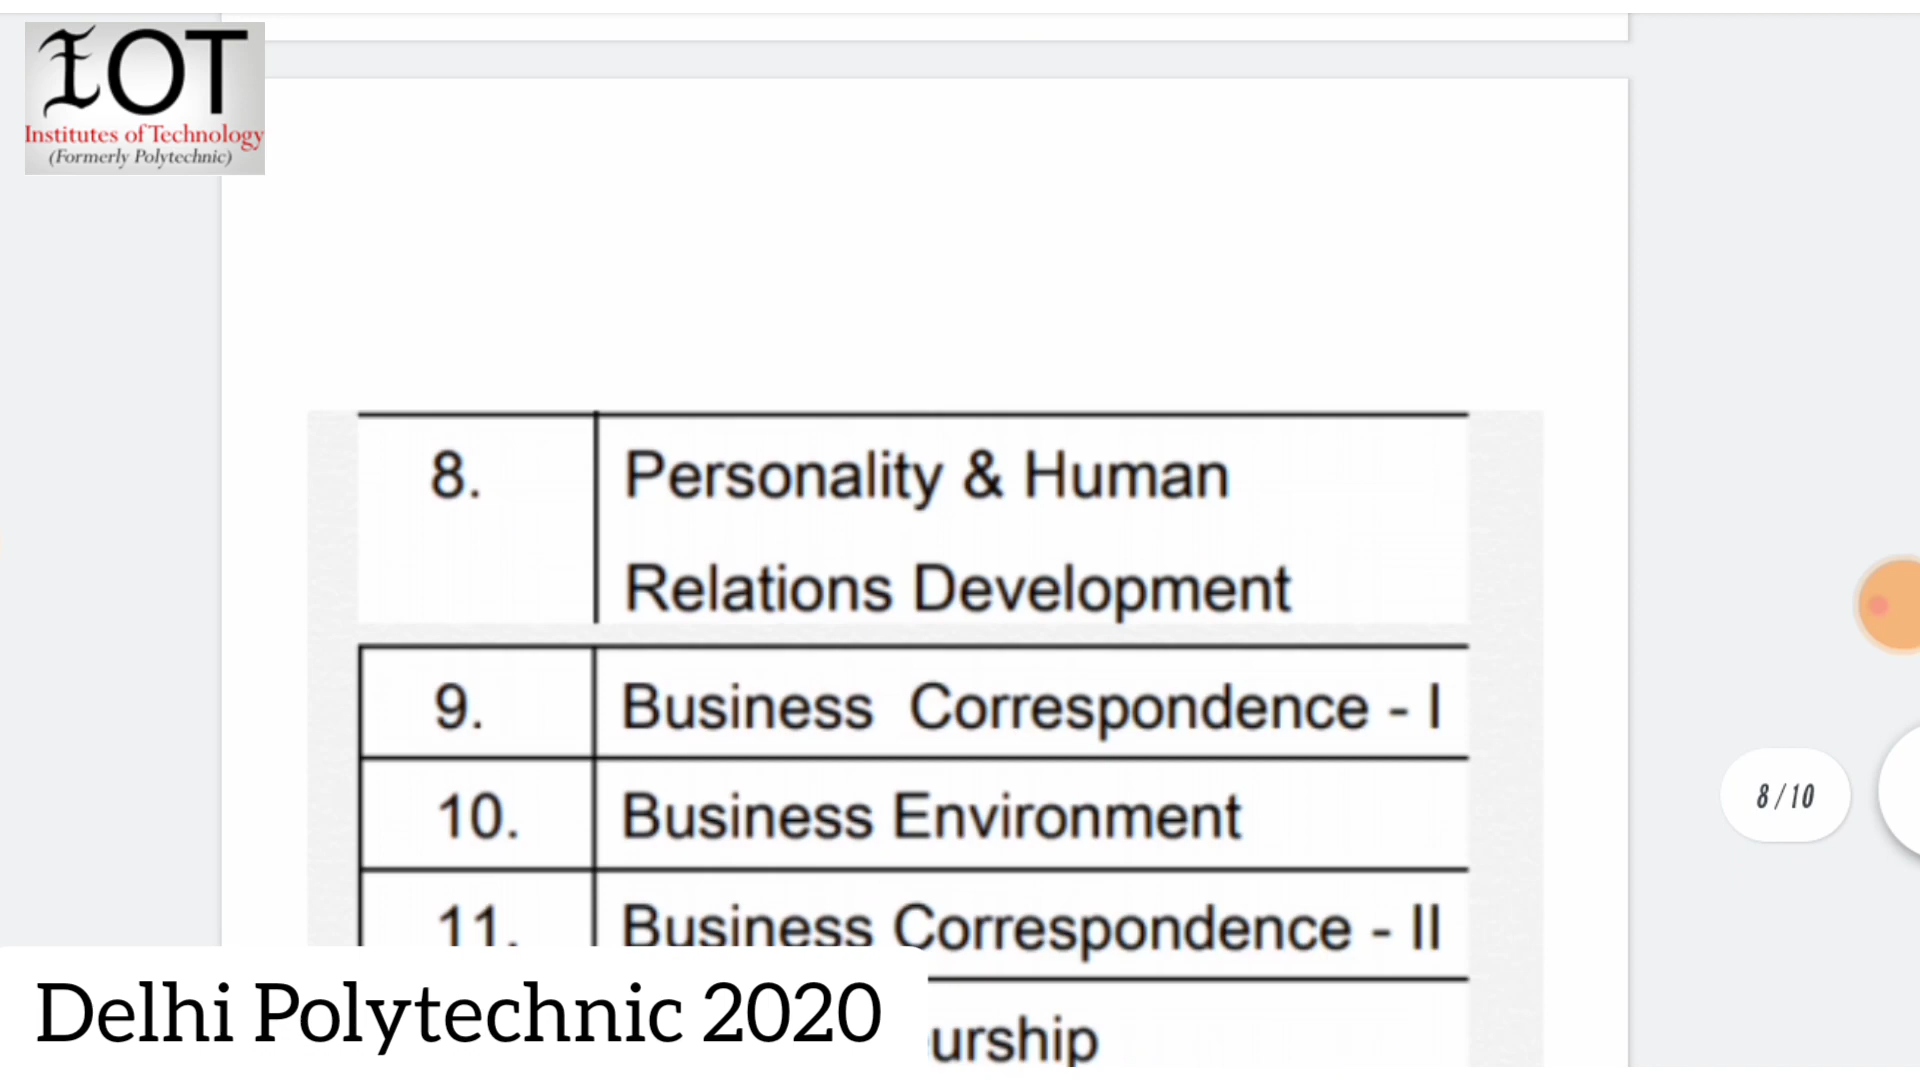 IOT
Institutes of Technology
(Formerly Polytechnic)
8. Personality & Human
Relations Development
9. Business Correspondence - I
10. Business Environment
11. Business Correspondence - II
urship
8/10
Delhi Polytechnic 2020